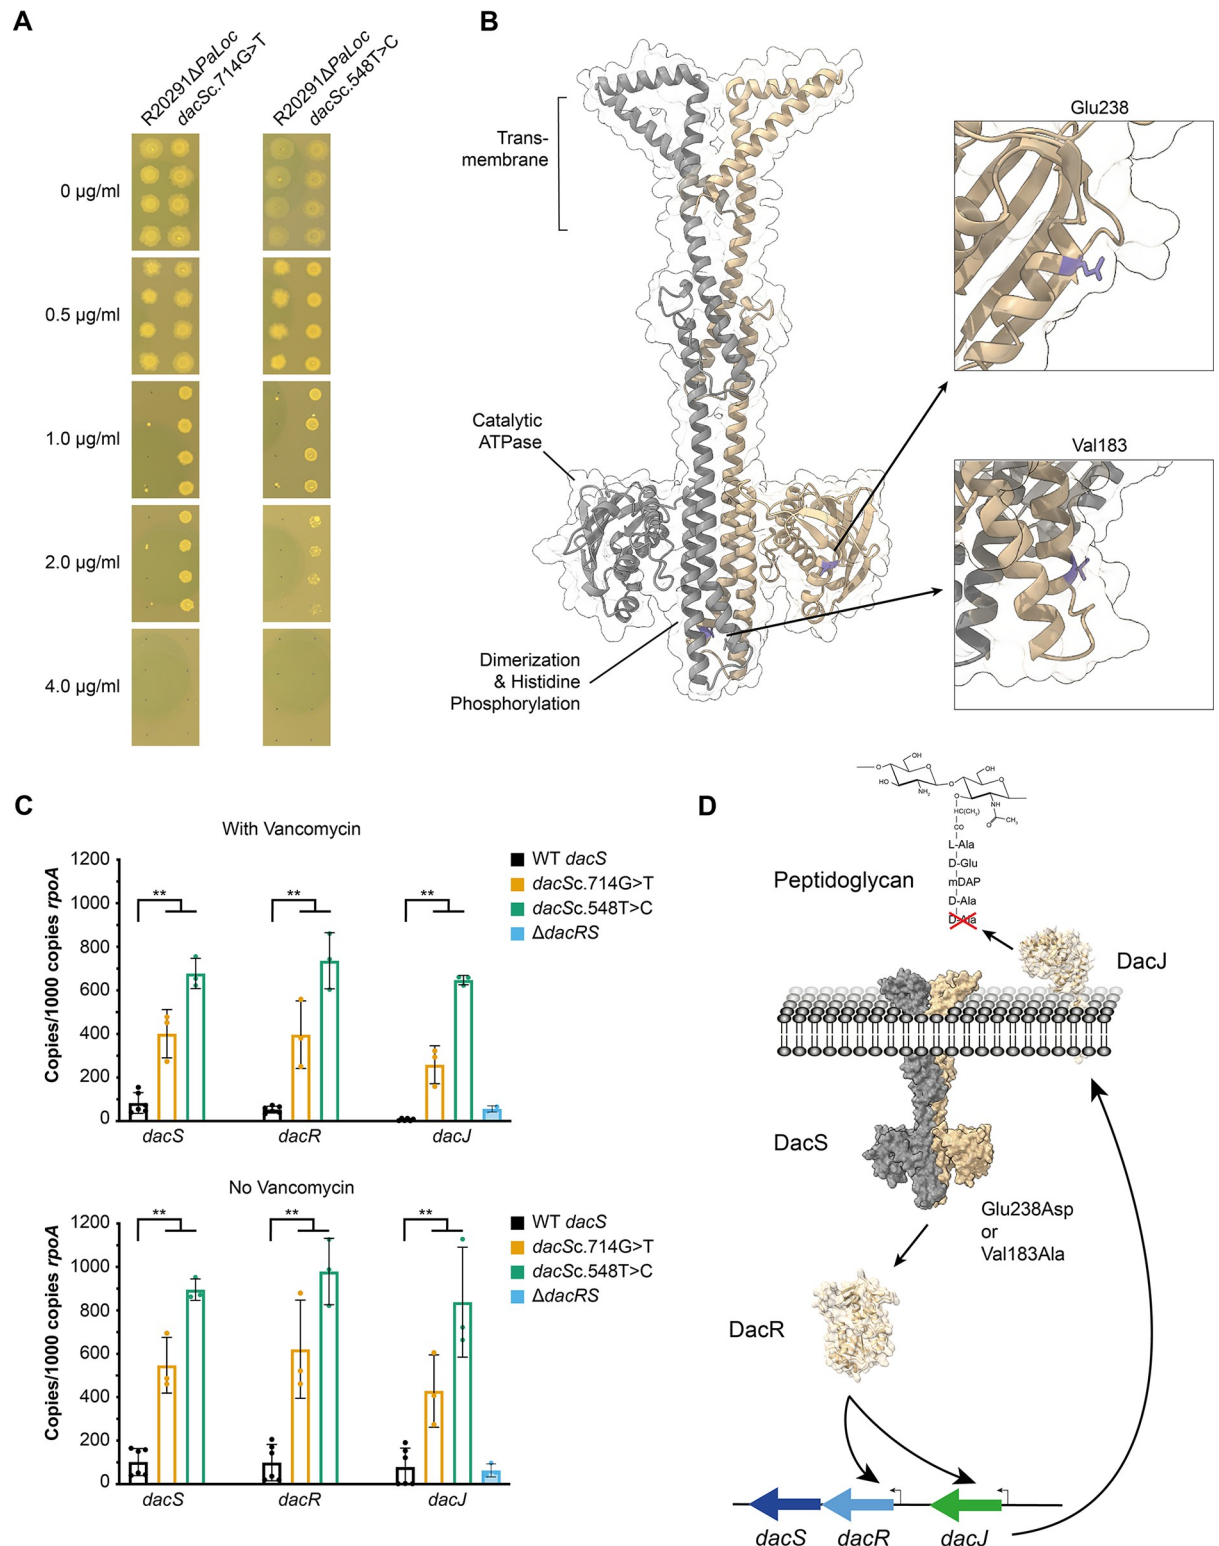 A
R20291ΔPaLoc
dacSc.714G>T
R20291ΔPaLoc
dacSc.548T>C
0 µg/ml
0.5 µg/ml
1.0 µg/ml
2.0 µg/ml
4.0 µg/ml
B
Trans-
membrane
Catalytic
ATPase
Dimerization
& Histidine
Phosphorylation
Glu238
Val183
C
With Vancomycin
Copies/1000 copies rpoA
1200
1000
800
600
400
200
0
** ** **
dacS dacR dacJ
WT dacS
dacSc.714G>T
dacSc.548T>C
ΔdacRS
No Vancomycin
Copies/1000 copies rpoA
1200
1000
800
600
400
200
0
** ** **
dacS dacR dacJ
WT dacS
dacSc.714G>T
dacSc.548T>C
ΔdacRS
D
OH
O
O
HO
NH₂
O
OH
O
O
NH
O
CH₃
HC(CH₃)
CO
L-Ala
D-Glu
mDAP
D-Ala
D-Ala
Peptidoglycan
DacJ
DacS
Glu238Asp
or
Val183Ala
DacR
dacS dacR dacJ